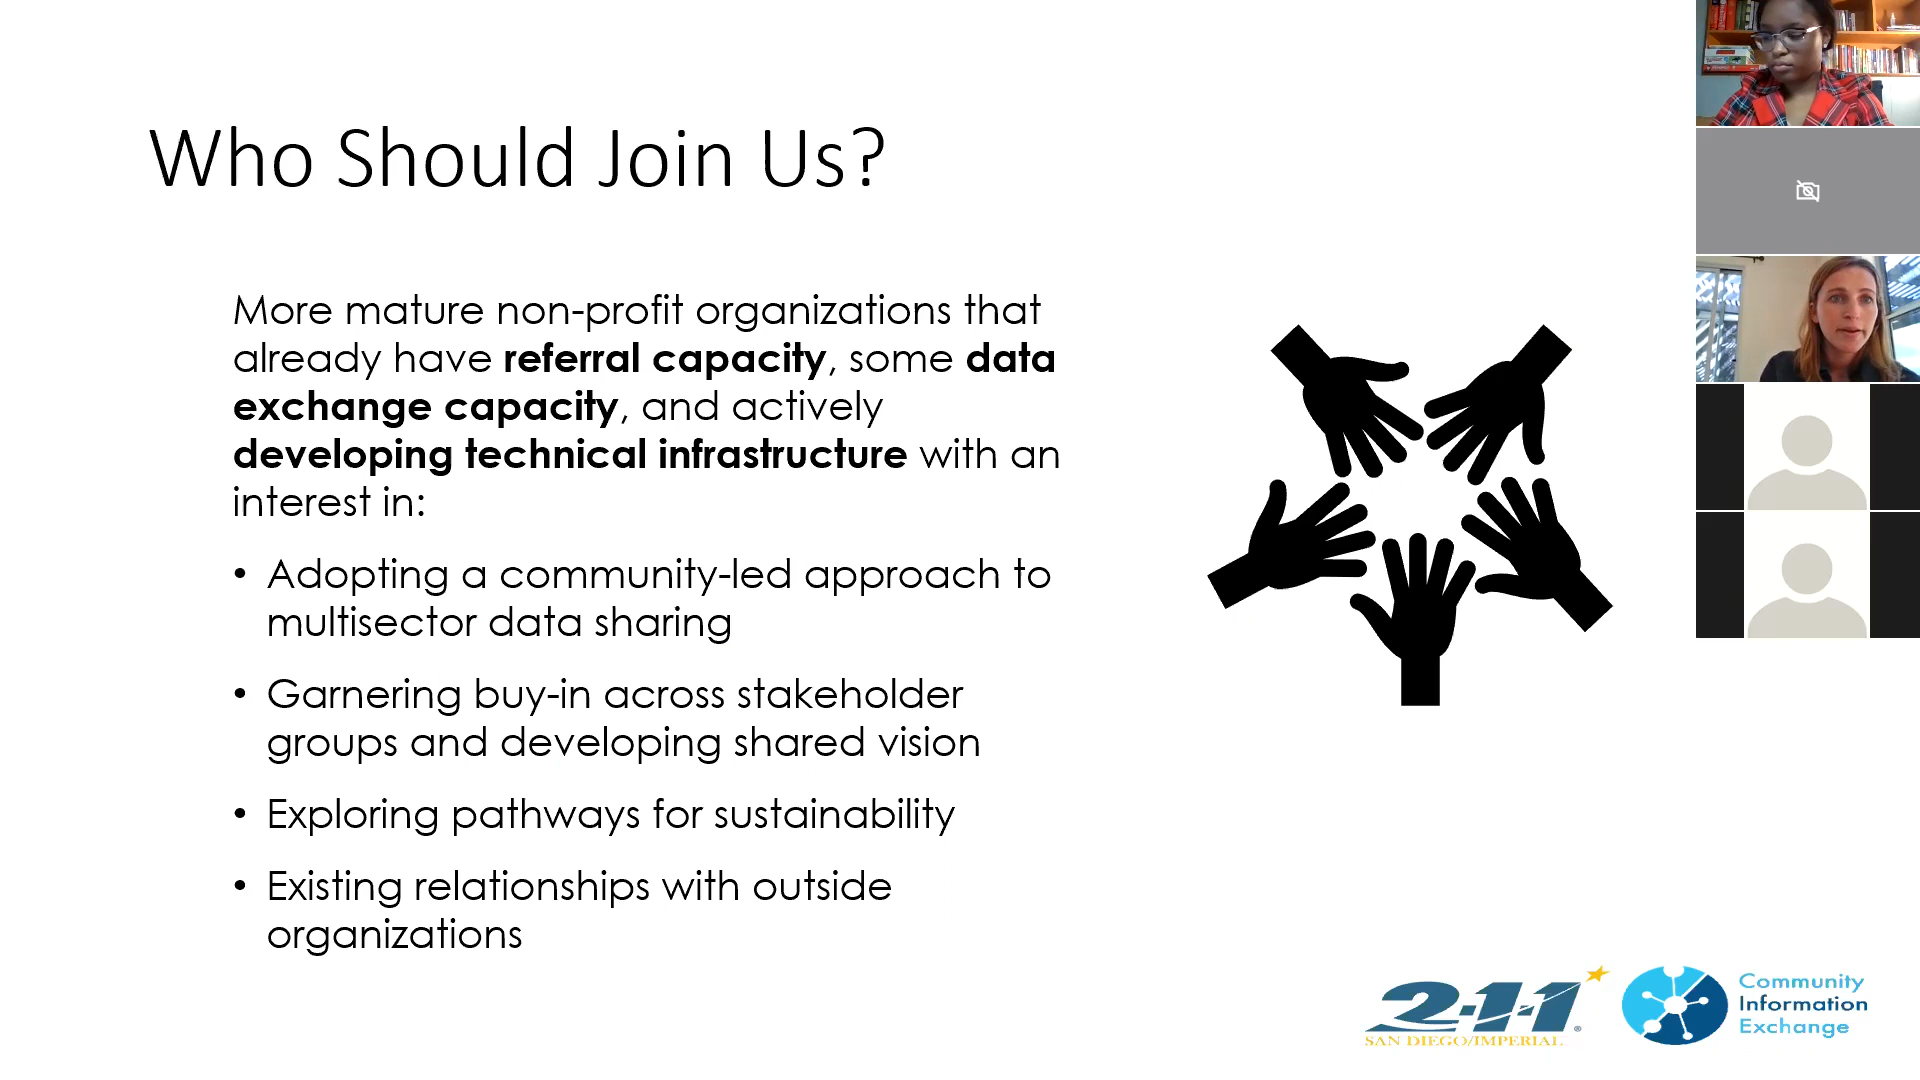 Who Should Join Us?
More mature non-profit organizations that
already have referral capacity, some data
exchange capacity, and actively
developing technical infrastructure with an
interest in:
• Adopting a community-led approach to
multisector data sharing
• Garnering buy-in across stakeholder
groups and developing shared vision
• Exploring pathways for sustainability
• Existing relationships with outside
organizations
2-1-1®
SAN DIEGO/IMPERIAL
Community
Information
Exchange